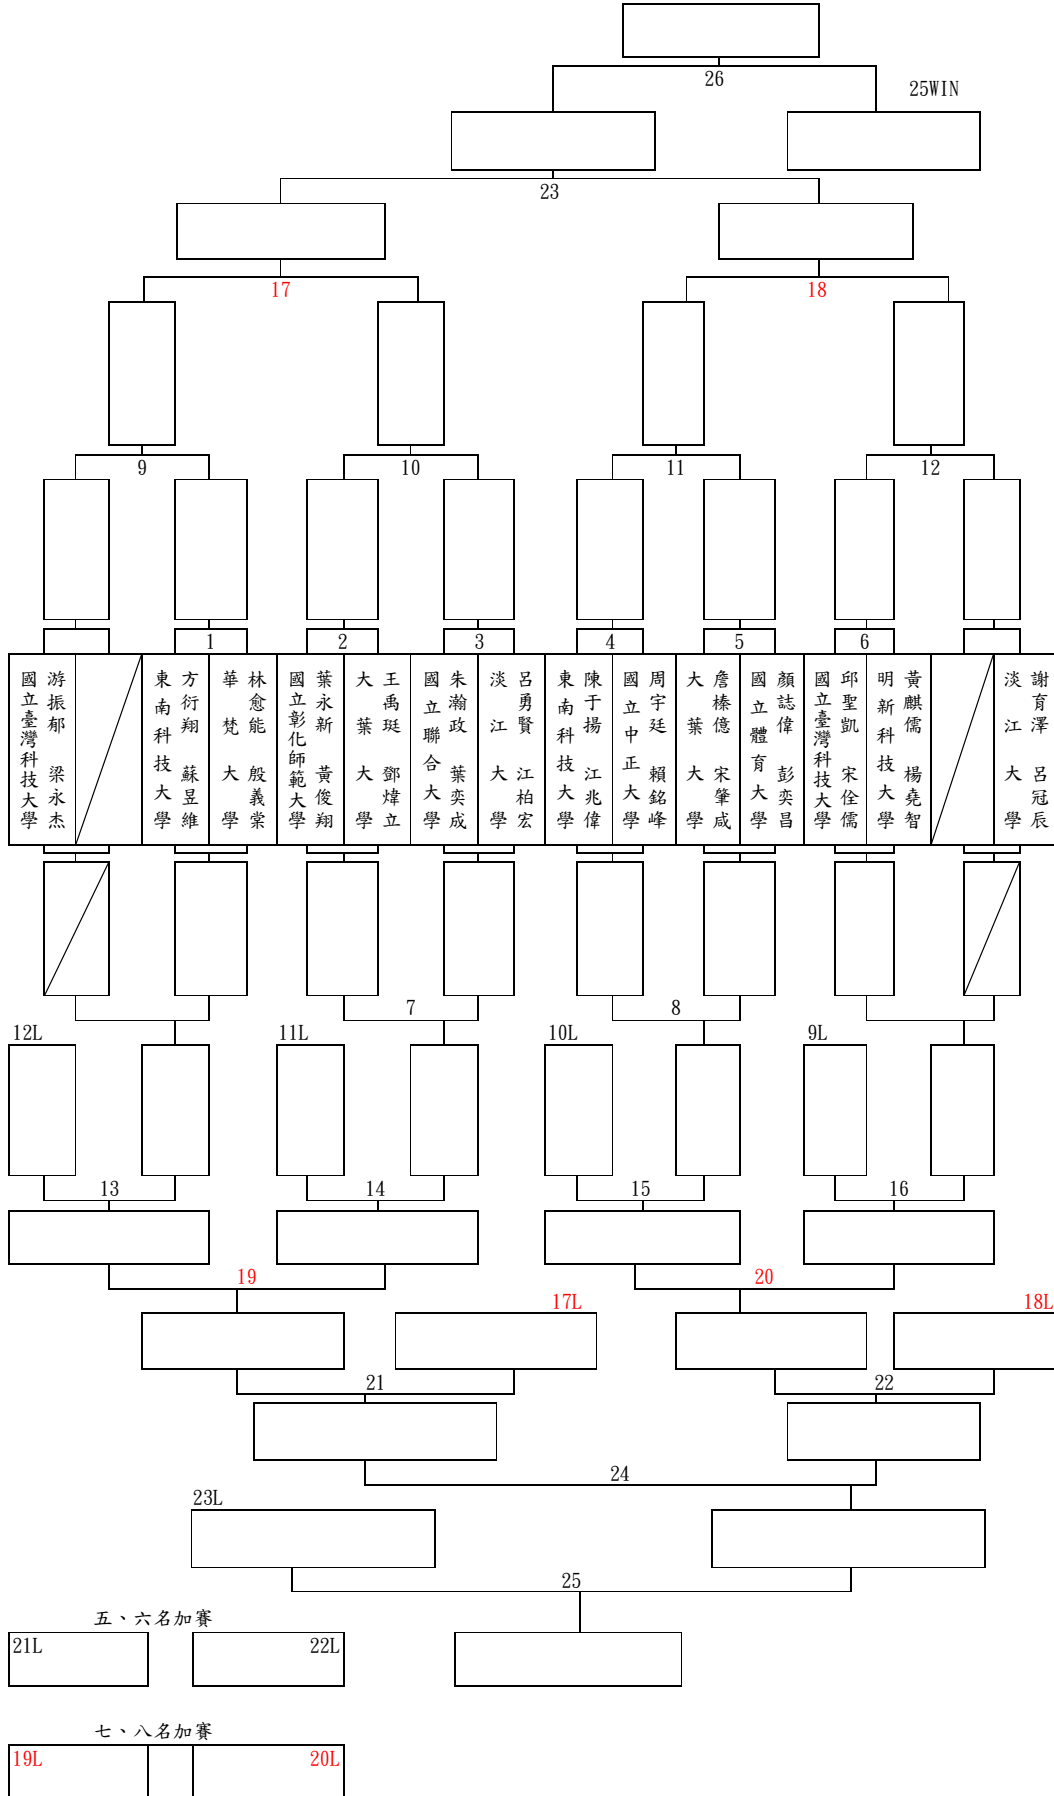 26
25WIN
23
17
18
9
10
11
12
1
2
3
4
5
6
國立臺灣科技大學
游振郁 梁永杰
東南科技大學
方衍翔 蘇昱維
華梵大學
林愈能 殷義棠
國立彰化師範大學
葉永新 黃俊翔
大葉大學
王禹珽 鄧煒立
國立聯合大學
朱瀚政 葉奕成
淡江大學
呂勇賢 江柏宏
東南科技大學
陳于揚 江兆偉
國立中正大學
周宇廷 賴銘峰
大葉大學
詹榛億 宋肇威
國立體育大學
顏誌偉 彭奕昌
國立臺灣科技大學
邱聖凱 宋佺儒
明新科技大學
黃麒儒 楊堯智
淡江大學
謝育澤 呂冠辰
7
8
12L
11L
10L
9L
13
14
15
16
19
20
17L
18L
21
22
24
23L
25
五、六名加賽
21L
22L
七、八名加賽
19L
20L